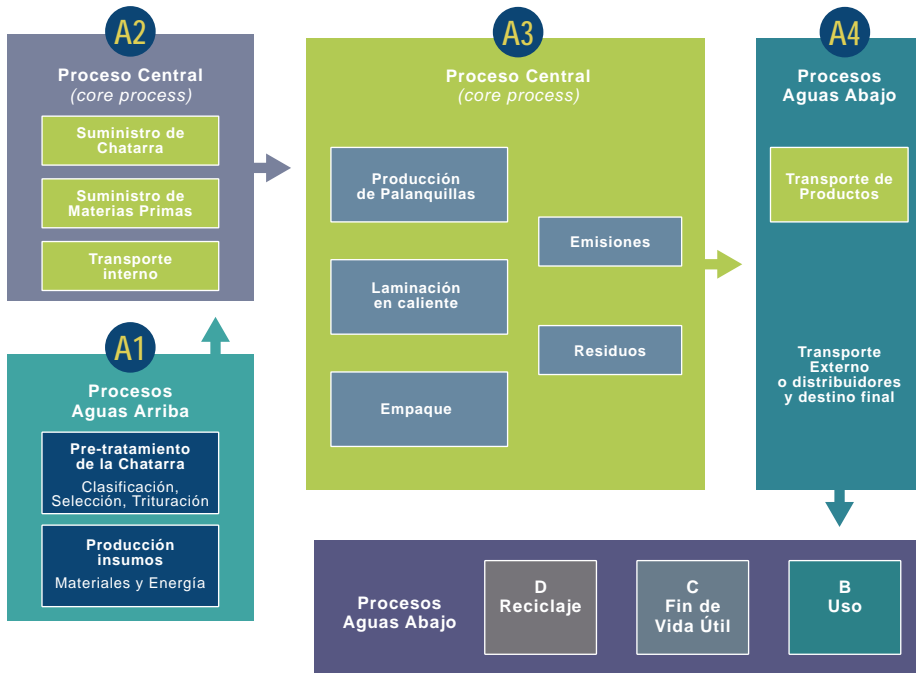 A2
Proceso Central
(core process)
Suministro de
Chatarra
Suministro de
Materias Primas
Transporte
interno
A1
Procesos
Aguas Arriba
Pre-tratamiento
de la Chatarra
Clasificación,
Selección, Trituración
Producción
insumos
Materiales y Energía
A3
Proceso Central
(core process)
Producción
de Palanquillas
Laminación
en caliente
Empaque
Emisiones
Residuos
A4
Procesos
Aguas Abajo
Transporte de
Productos
Transporte
Externo
o distribuidores
y destino final
Procesos
Aguas Abajo
D
Reciclaje
C
Fin de
Vida Útil
B
Uso